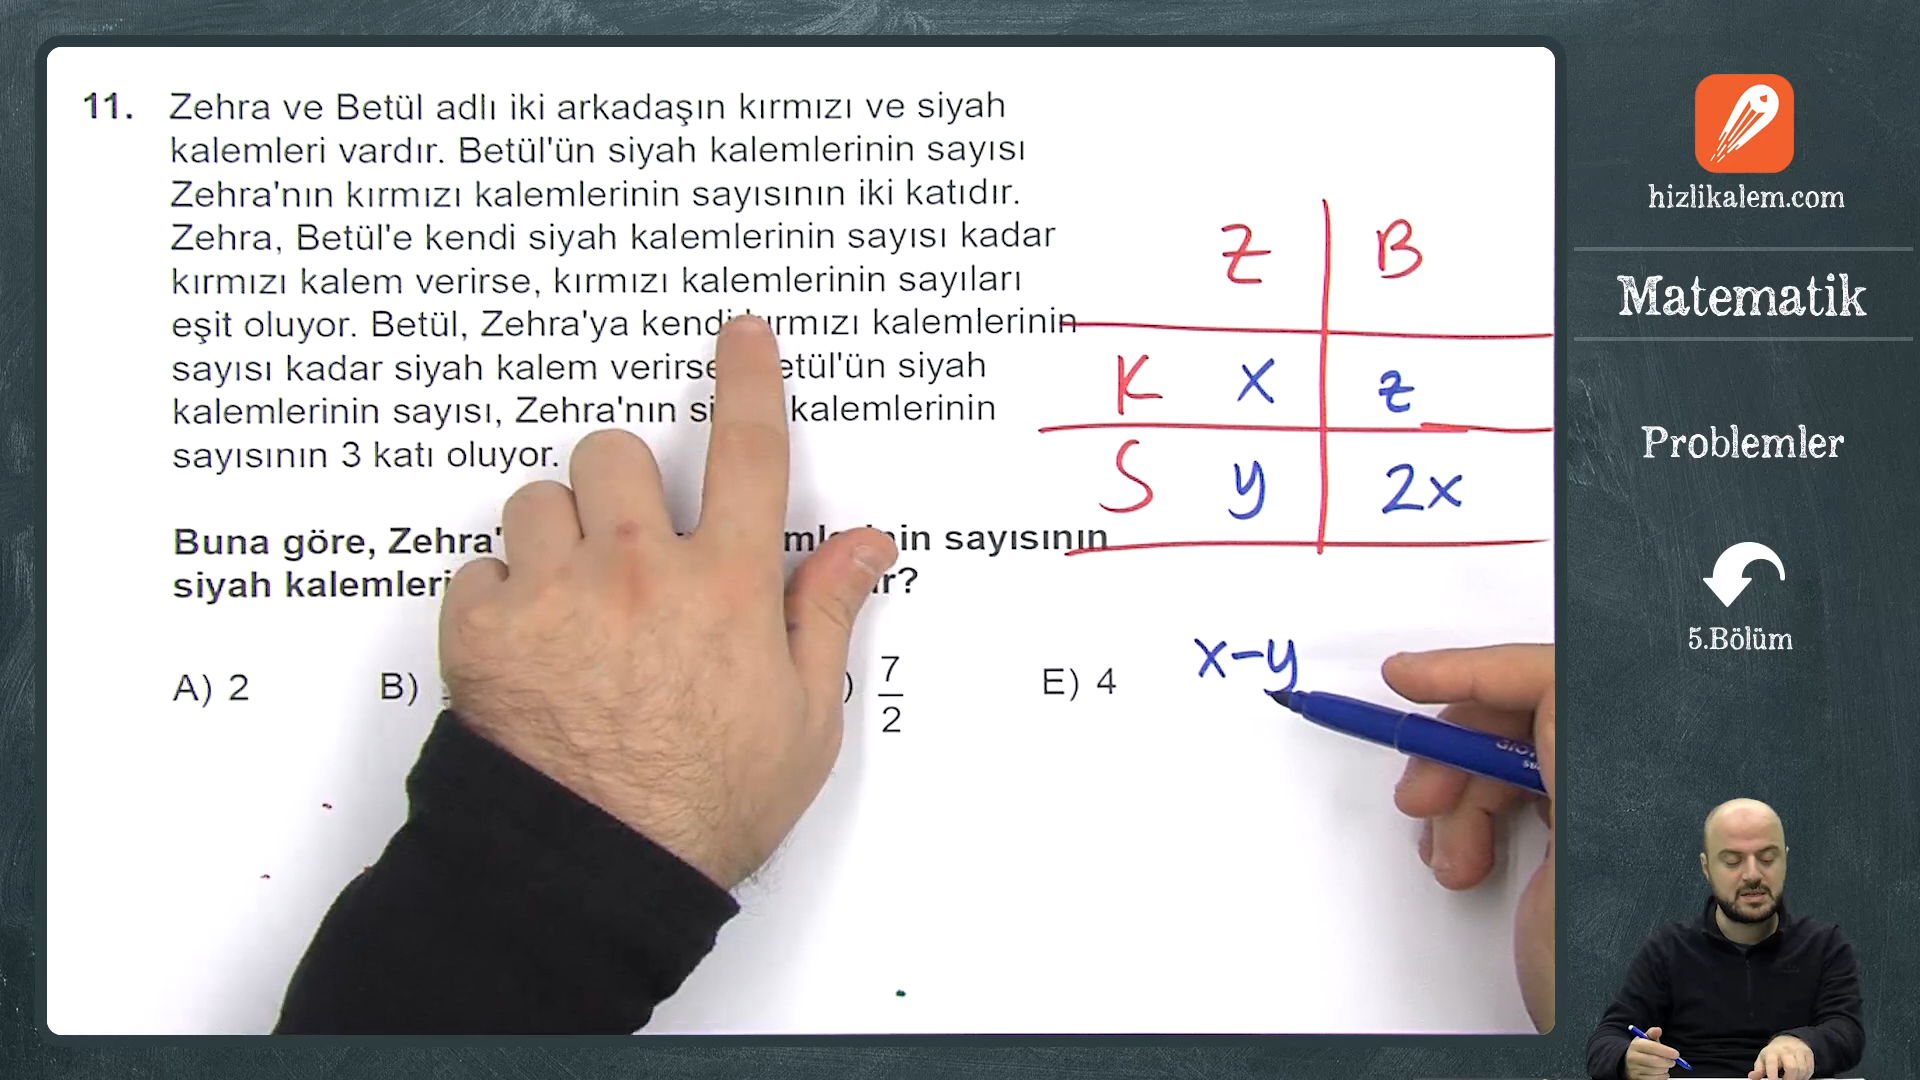 11. Zehra ve Betül adlı iki arkadaşın kırmızı ve siyah
kalemleri vardır. Betül'ün siyah kalemlerinin sayısı
Zehra'nın kırmızı kalemlerinin sayısının iki katıdır.
Zehra, Betül'e kendi siyah kalemlerinin sayısı kadar
kırmızı kalem verirse, kırmızı kalemlerinin sayıları
eşit oluyor. Betül, Zehra'ya kendi kırmızı kalemlerinin
sayısı kadar siyah kalem verirse Betül'ün siyah
kalemlerinin sayısı, Zehra'nın kalemlerinin
sayısının 3 katı oluyor.
Buna göre, Zehra' sayısının
siyah
A) 2 B) 7/2 E) 4
Z B
K x z
S y 2x
x-y
hizlikalem.com
Matematik
Problemler
5.Bölüm